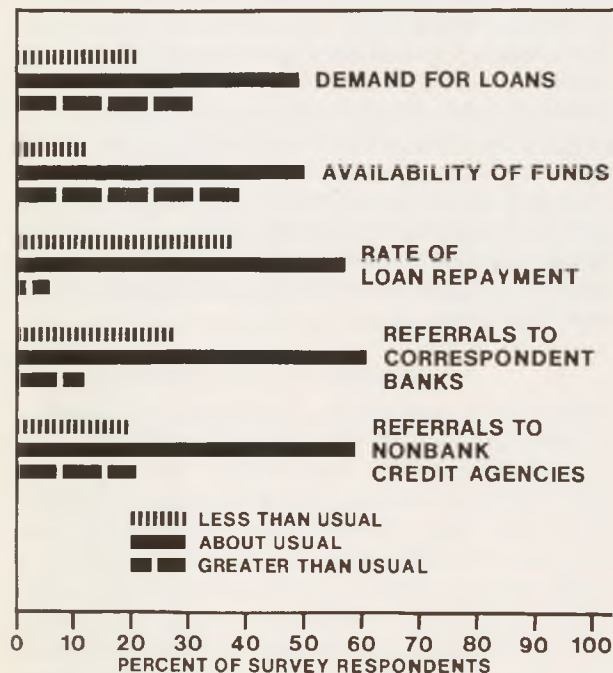 DEMAND FOR LOANS
AVAILABILITY OF FUNDS
RATE OF
LOAN REPAYMENT
REFERRALS TO
CORRESPONDENT
BANKS
REFERRALS TO
NONBANK
CREDIT AGENCIES
LESS THAN USUAL
ABOUT USUAL
GREATER THAN USUAL
0 10 20 30 40 50 60 70 80 90 100
PERCENT OF SURVEY RESPONDENTS